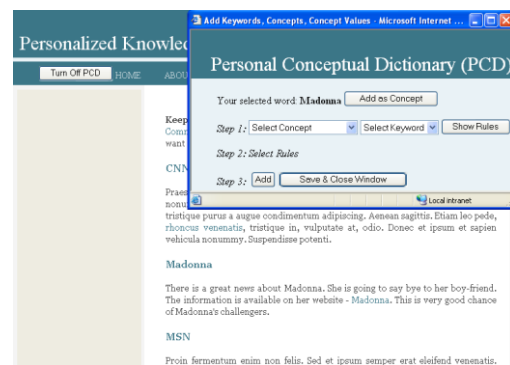 Add Keywords, Concepts, Concept Values - Microsoft Internet ...
Personalized Knowled
Personal Conceptual Dictionary (PCD)
Turn Off PCD HOME ABOU
Your selected word: Madonna Add as Concept
Keep
Step 1: Select Concept Select Keyword Show Rules
Comm
want
Step 2: Select Rules
CNN
Step 3: Add Save & Close Window
Praes
Local intranet
nonu
tristique purus a augue condimentum adipiscing. Aenean sagittis. Etiam leo pede,
rhoncus venenatis, tristique in, vulputate at, odio. Donec et ipsum et sapien
vehicula nonummy. Suspendisse potenti.
Madonna
There is a great news about Madonna. She is going to say bye to her boy-friend.
The information is available on her website - Madonna. This is very good chance
of Madonna's challengers.
MSN
Proin fermentum enim non felis. Sed et ipsum semper erat eleifend venenatis.